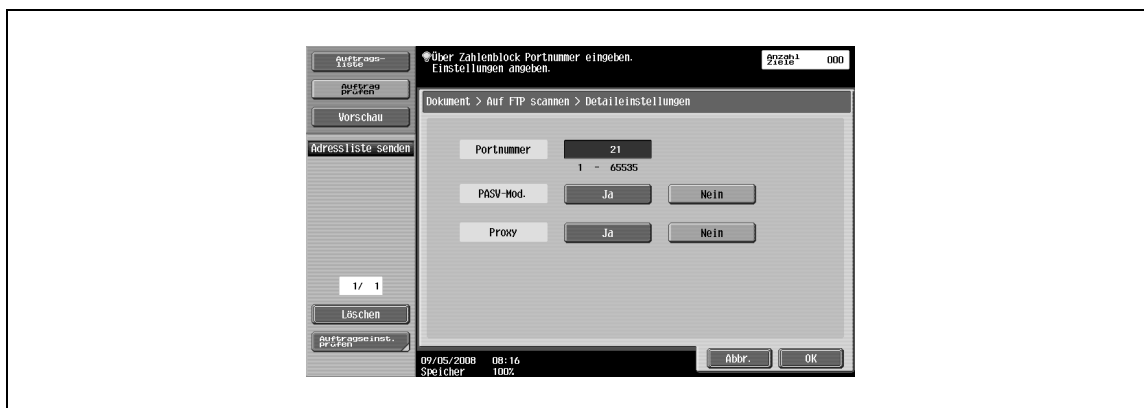 Auftrags-
liste
Auftrag
prüfen
Vorschau
Adressliste senden
1/ 1
Löschen
Auftragseinst.
prüfen
Über Zahlenblock Portnummer eingeben.
Einstellungen angeben.
Anzahl
Ziele 000
Dokument > Auf FTP scannen > Detaileinstellungen
Portnummer 21
1 - 65535
PASV-Mod. Ja Nein
Proxy Ja Nein
09/05/2008 08:16
Speicher 100%
Abbr. OK